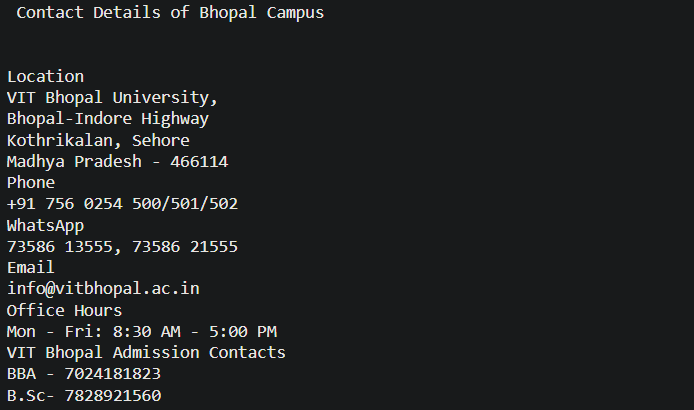 Contact Details of Bhopal Campus
Location
VIT Bhopal University,
Bhopal-Indore Highway
Kothrikalan, Sehore
Madhya Pradesh - 466114
Phone
+91 756 0254 500/501/502
WhatsApp
73586 13555, 73586 21555
Email
info@vitbhopal.ac.in
Office Hours
Mon - Fri: 8:30 AM - 5:00 PM
VIT Bhopal Admission Contacts
BBA - 7024181823
B.Sc- 7828921560